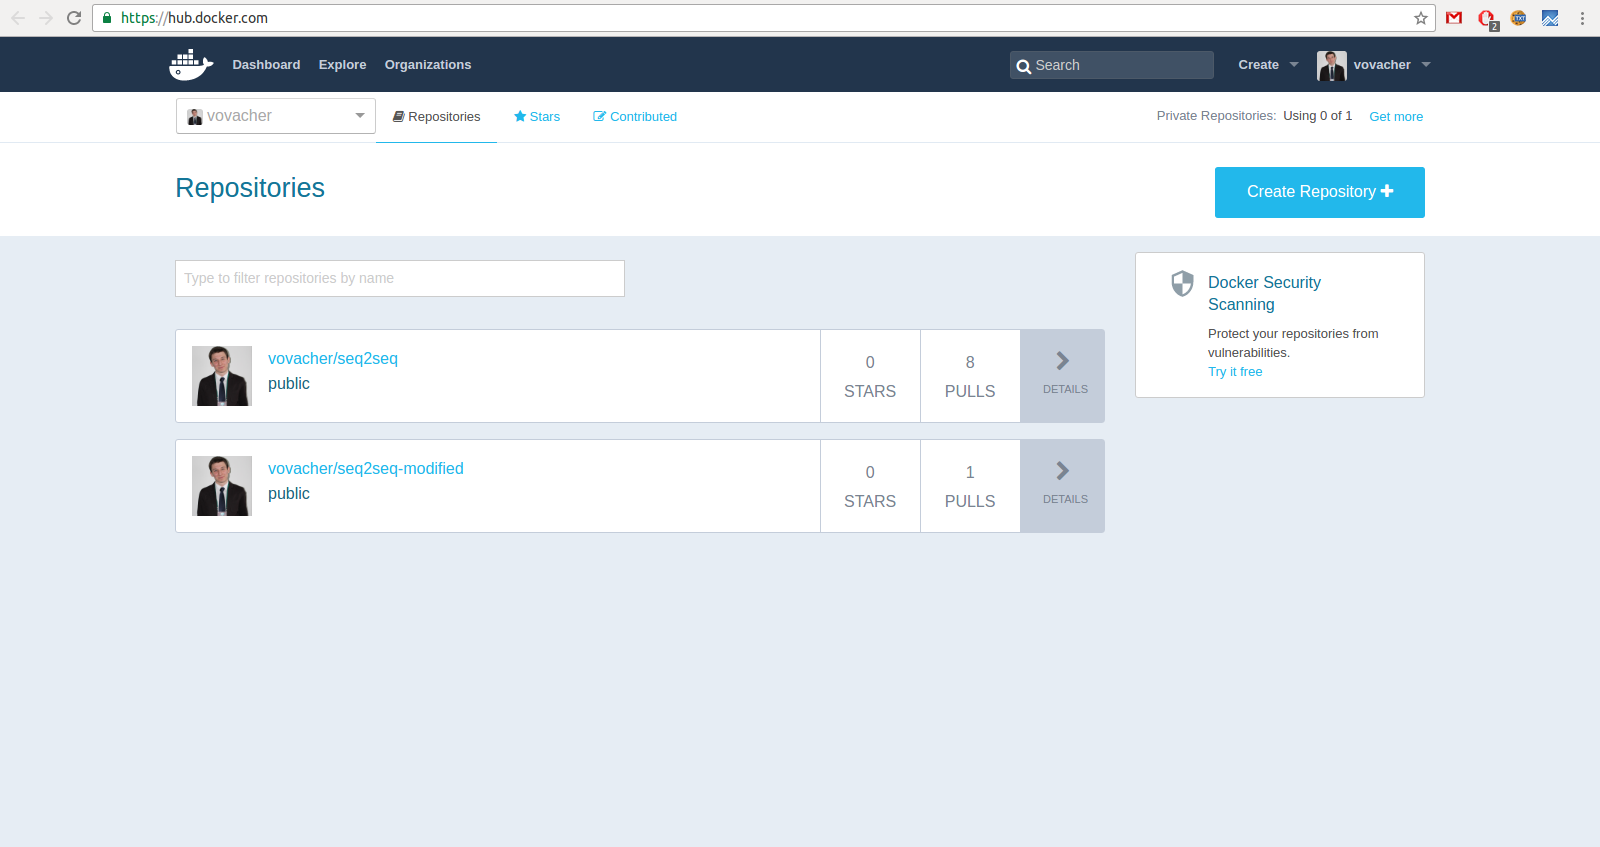 https://hub.docker.com
2
TXT
Dashboard Explore Organizations Search Create vovacher
vovacher Repositories Stars Contributed Private Repositories: Using 0 of 1 Get more
Repositories
Create Repository
Type to filter repositories by name
Docker Security
Scanning
Protect your repositories from
vulnerabilities.
Try it free
vovacher/seq2seq
public
0
STARS
8
PULLS
DETAILS
vovacher/seq2seq-modified
public
0
STARS
1
PULLS
DETAILS